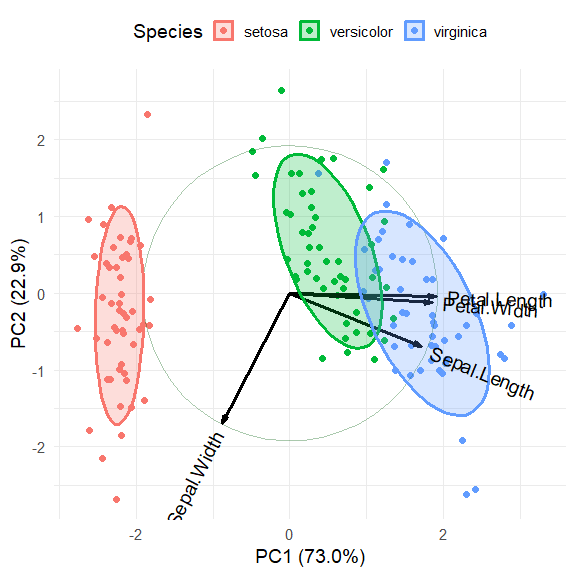 Species setosa versicolor virginica
2
1
0
-1
-2
PC2 (22.9%)
Petal.Length
Petal.Width
Sepal.Length
Sepal.Width
-2 0 2
PC1 (73.0%)